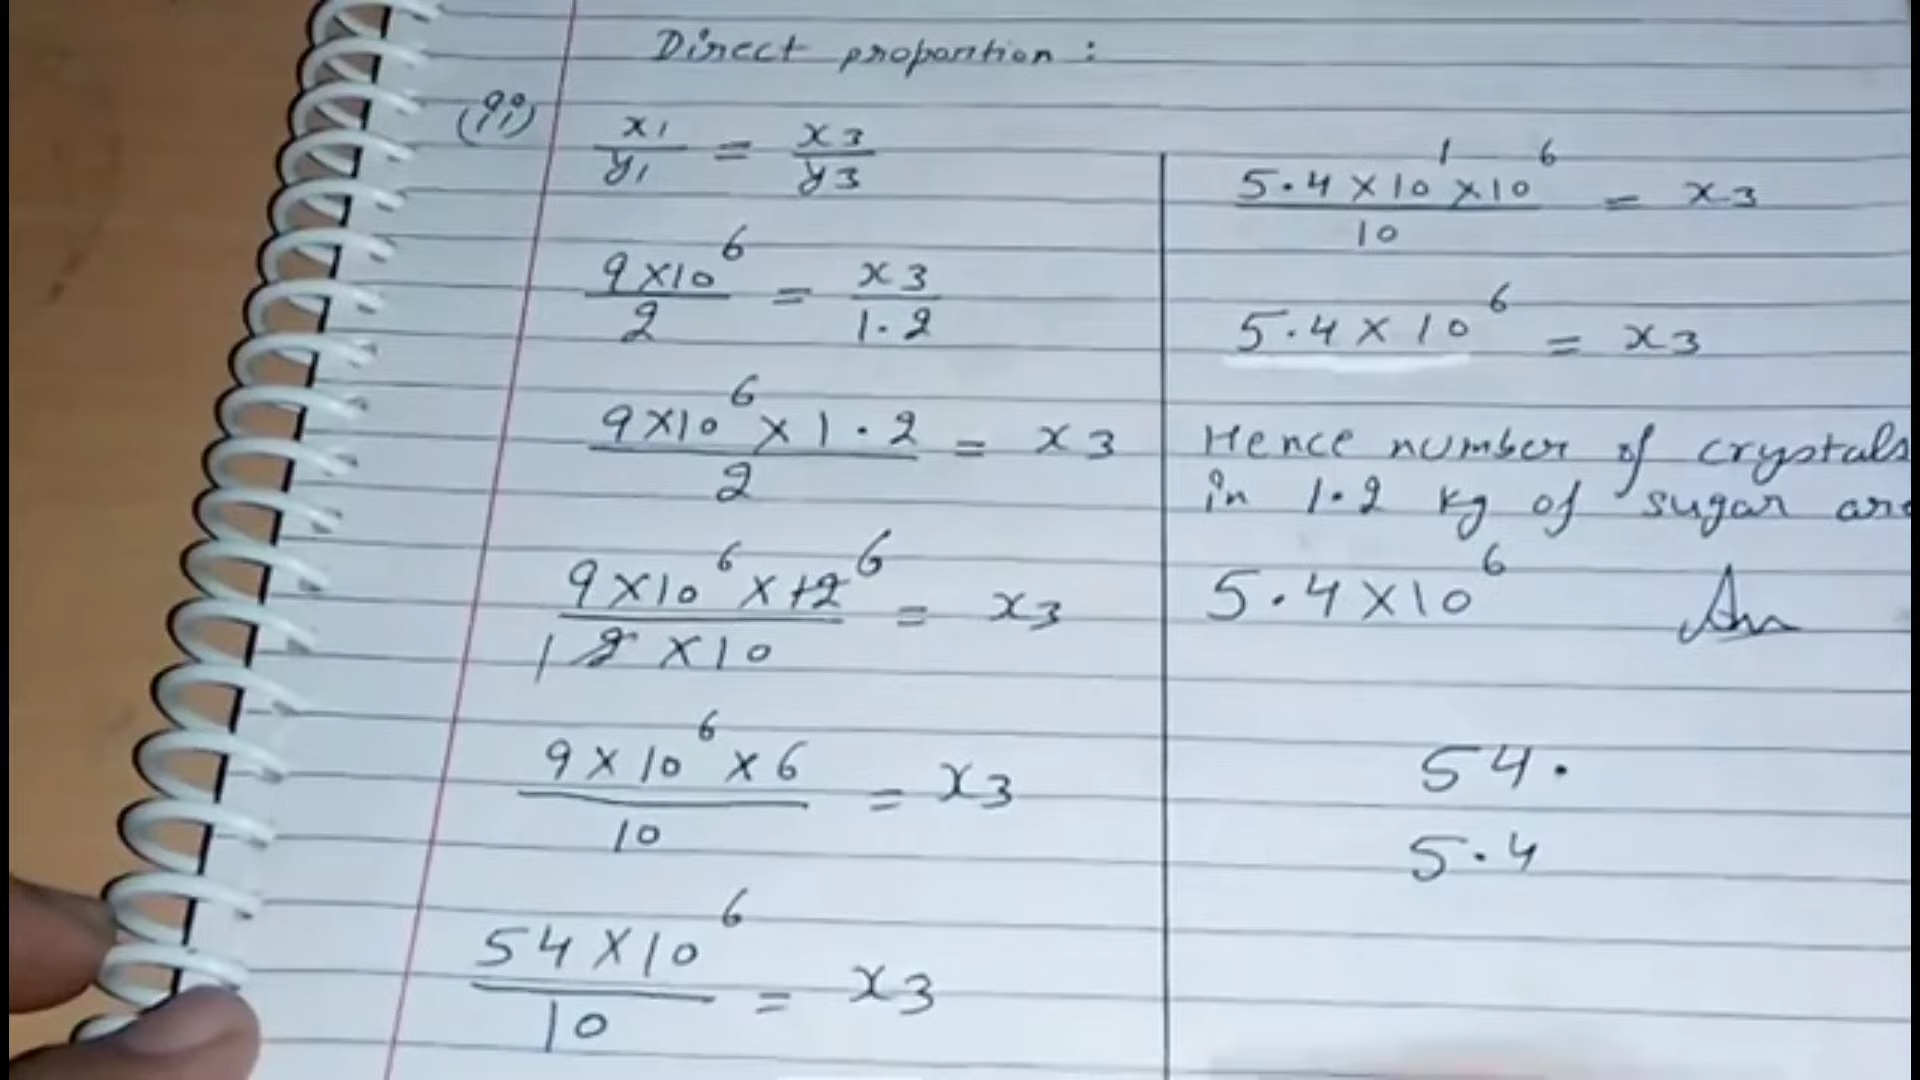 Direct proportion :
(ii) x1/y1 = x3/y3
9×10^6/2 = x3/1.2
9×10^6×1.2/2 = x3
9×10^6×12 6/1 2×10 = x3
9×10^6×6/10 = x3
54×10^6/10 = x3
5.4×10^1×10^6/10 = x3
5.4×10^6 = x3
Hence number of crystals
in 1.2 kg of sugar are
5.4×10^6 Ans
54.
5.4